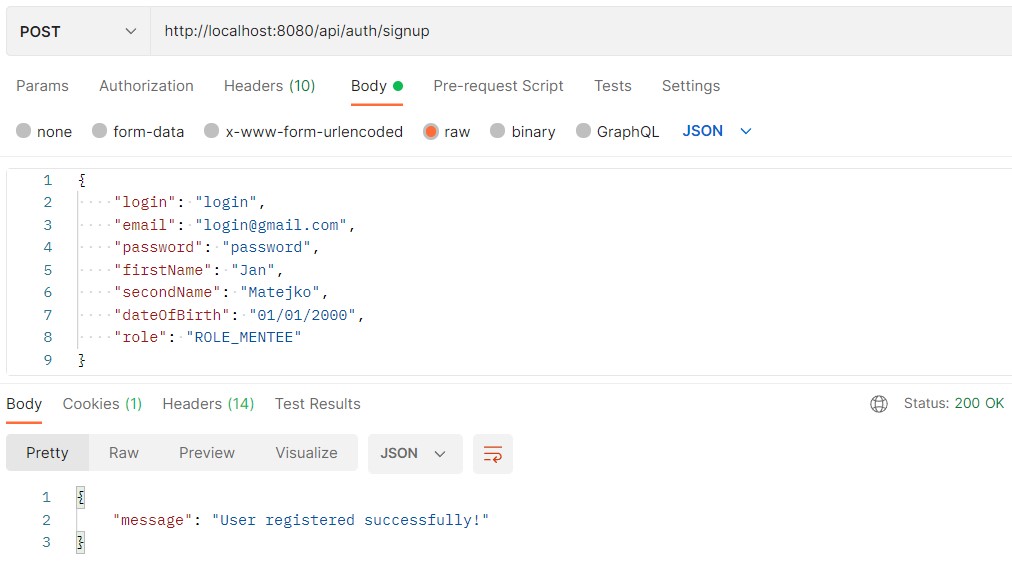 POST http://localhost:8080/api/auth/signup
Params Authorization Headers (10) Body Pre-request Script Tests Settings
none form-data x-www-form-urlencoded raw binary GraphQL JSON
1 {
2 "login": "login",
3 "email": "login@gmail.com",
4 "password": "password",
5 "firstName": "Jan",
6 "secondName": "Matejko",
7 "dateOfBirth": "01/01/2000",
8 "role": "ROLE_MENTEE"
9 }
Body Cookies (1) Headers (14) Test Results Status: 200 OK
Pretty Raw Preview Visualize JSON
1 {
2 "message": "User registered successfully!"
3 }